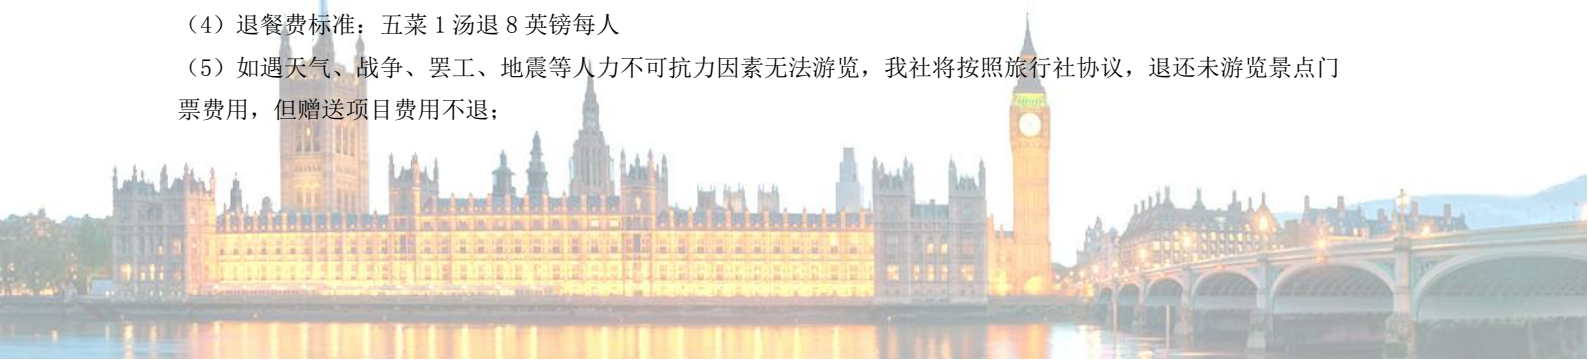 （4）退餐费标准：五菜 1 汤退 8 英镑每人
（5）如遇天气、战争、罢工、地震等人力不可抗力因素无法游览，我社将按照旅行社协议，退还未游览景点门
票费用，但赠送项目费用不退；